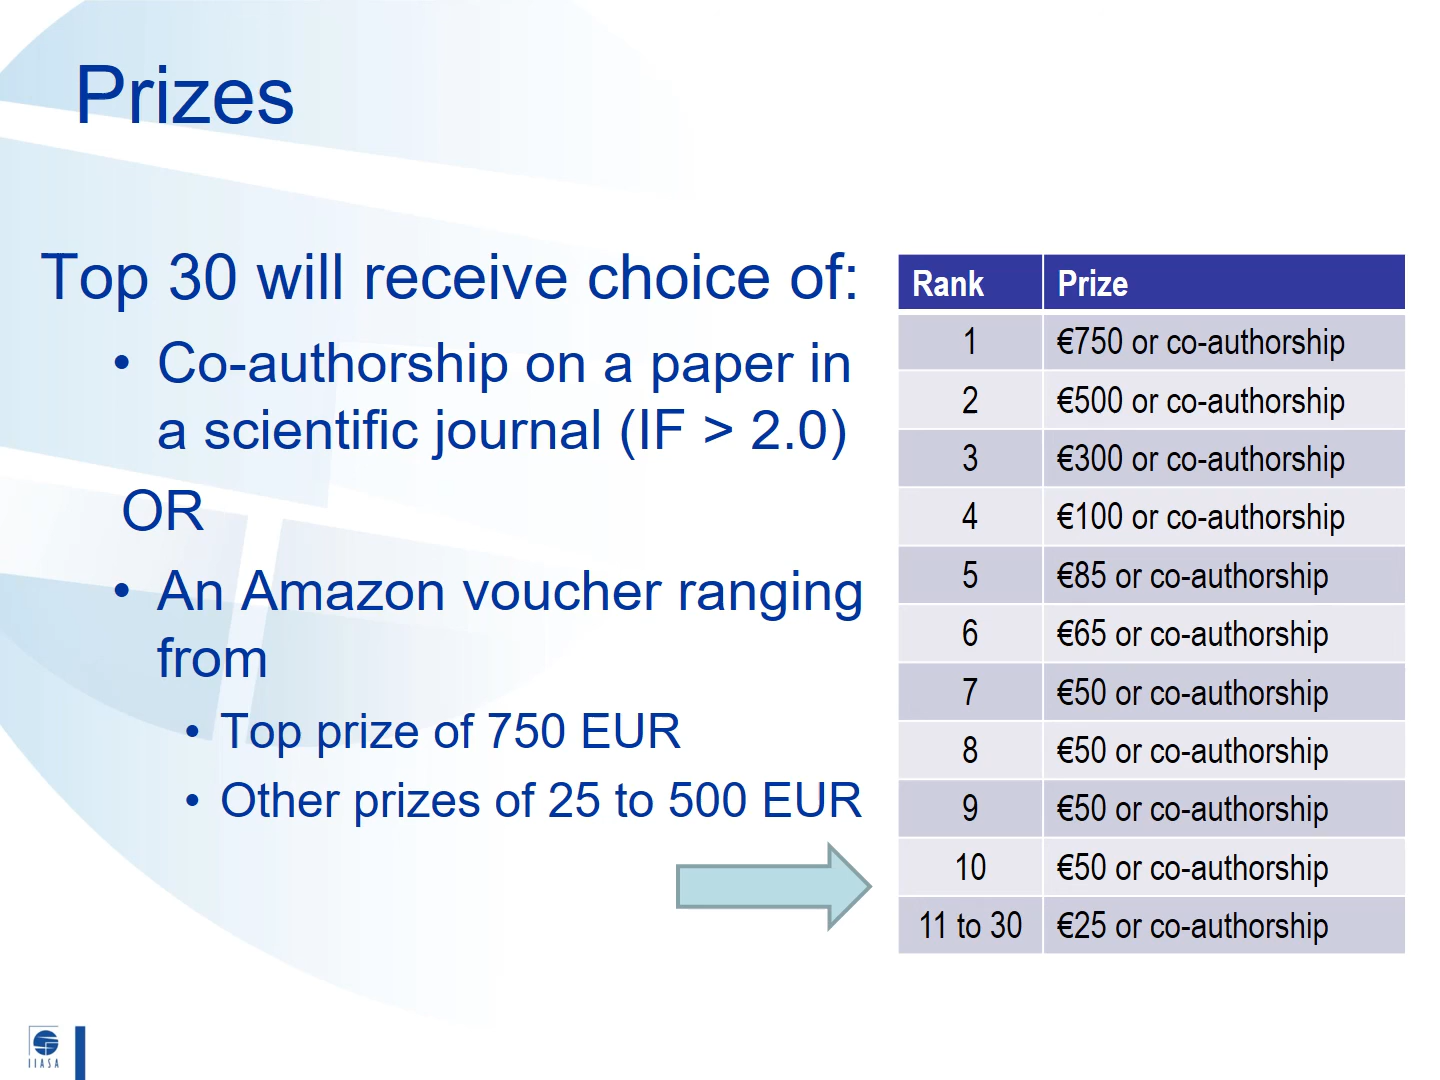 Prizes
Top 30 will receive choice of:
• Co-authorship on a paper in
a scientific journal (IF > 2.0)
OR
• An Amazon voucher ranging
from
• Top prize of 750 EUR
• Other prizes of 25 to 500 EUR
Rank Prize
1 €750 or co-authorship
2 €500 or co-authorship
3 €300 or co-authorship
4 €100 or co-authorship
5 €85 or co-authorship
6 €65 or co-authorship
7 €50 or co-authorship
8 €50 or co-authorship
9 €50 or co-authorship
10 €50 or co-authorship
11 to 30 €25 or co-authorship
IIASA